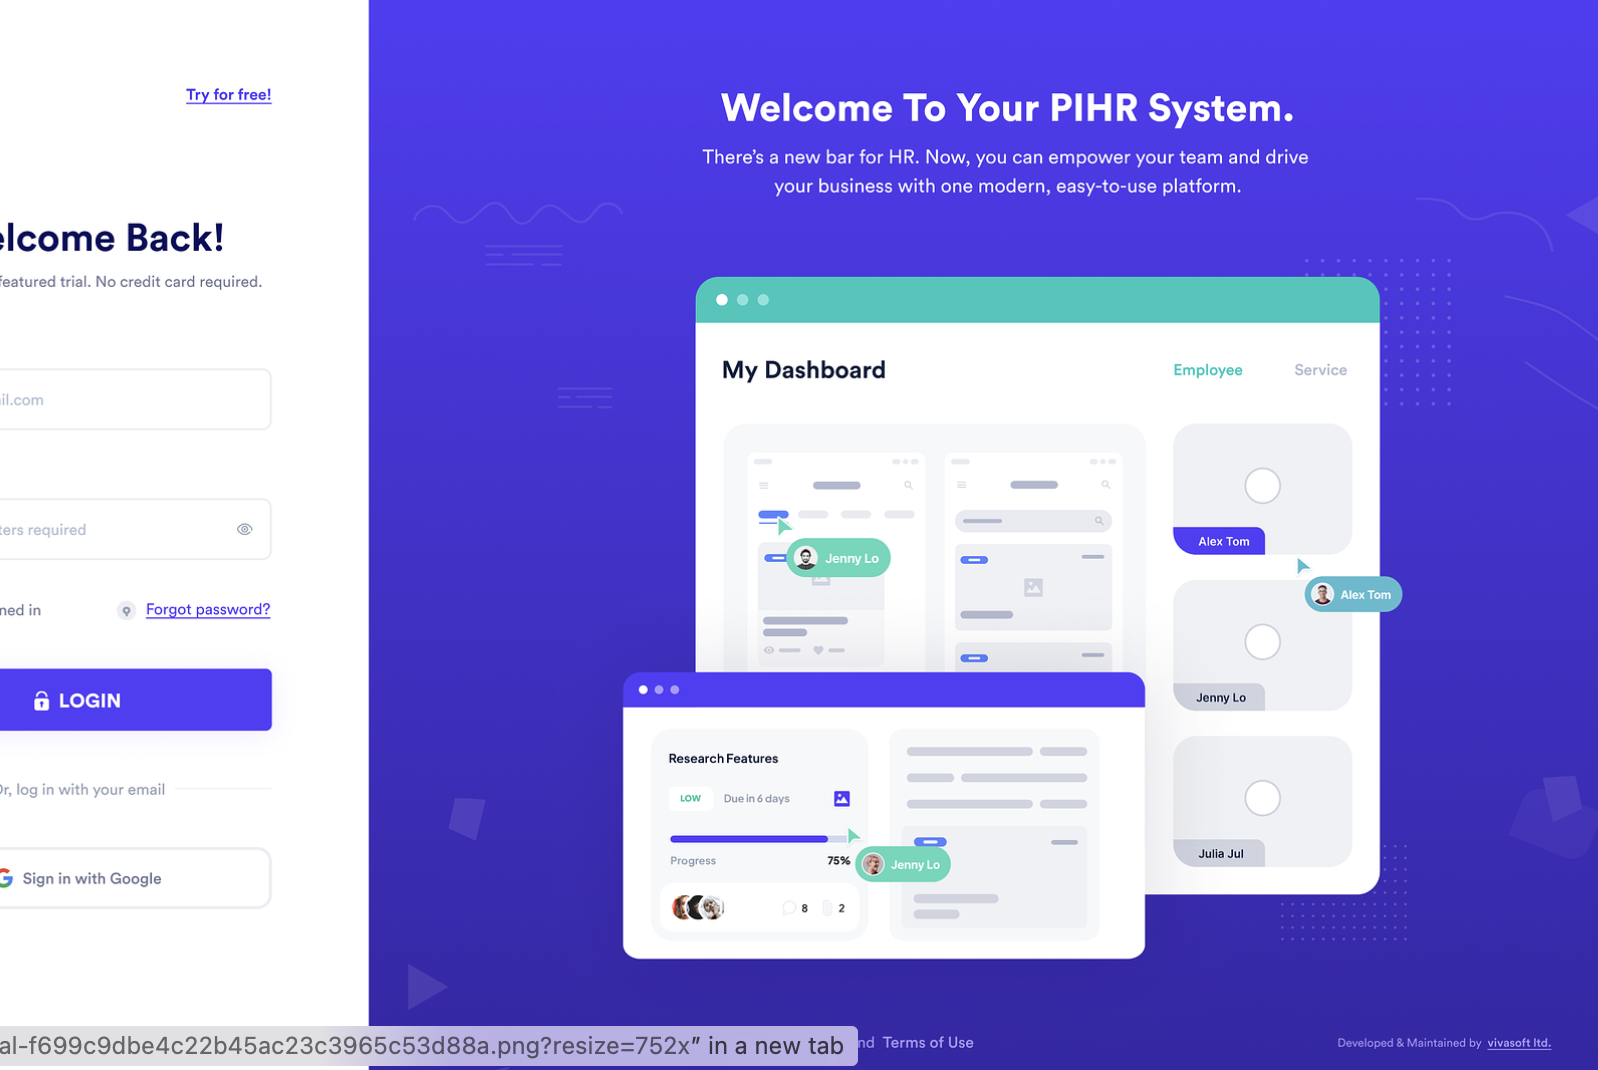 Try for free!
elcome Back!
featured trial. No credit card required.
il.com
ters required
ned in
Forgot password?
LOGIN
Or, log in with your email
Sign in with Google
Welcome To Your PIHR System.
There's a new bar for HR. Now, you can empower your team and drive
your business with one modern, easy-to-use platform.
My Dashboard
Employee
Service
Jenny Lo
Alex Tom
Alex Tom
Jenny Lo
Julia Jul
Research Features
LOW
Due in 6 days
Progress
75%
Jenny Lo
8
2
al-f699c9dbe4c22b45ac23c3965c53d88a.png?resize=752x” in a new tab
nd Terms of Use
Developed & Maintained by vivasoft ltd.